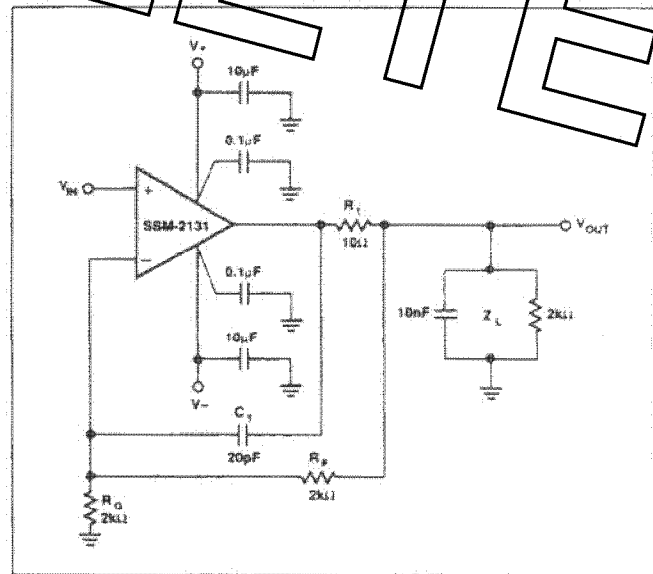 V+
10µF
0.1µF
VIN
+
SSM-2131
−
R1
10Ω
VOUT
0.1µF
10µF
V−
10nF
ZL
2kΩ
C1
20pF
RF
2kΩ
RG
2kΩ